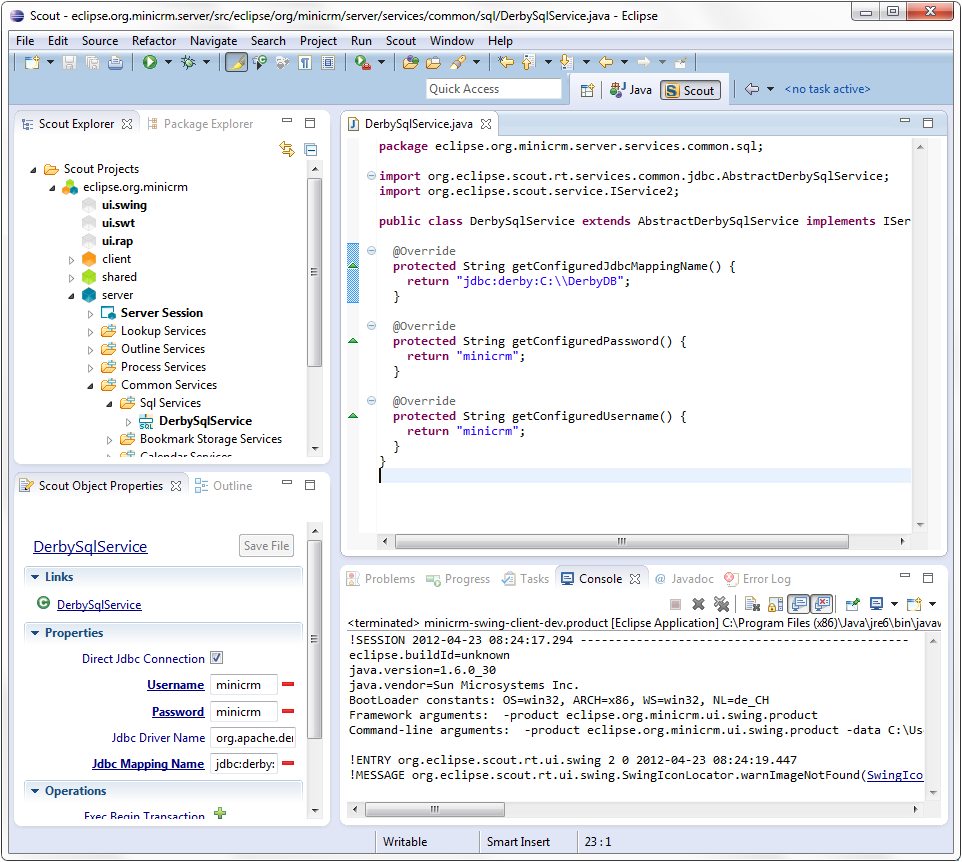 Scout - eclipse.org.minicrm.server/src/eclipse/org/minicrm/server/services/common/sql/DerbySqlService.java - Eclipse
File Edit Source Refactor Navigate Search Project Run Scout Window Help
Quick Access
Java
Scout
<no task active>
Scout Explorer
Package Explorer
Scout Projects
eclipse.org.minicrm
ui.swing
ui.swt
ui.rap
client
shared
server
Server Session
Lookup Services
Outline Services
Process Services
Common Services
Sql Services
DerbySqlService
Bookmark Storage Services
Calendar Services
Scout Object Properties
Outline
DerbySqlService
Save File
Links
DerbySqlService
Properties
Direct Jdbc Connection
Username minicrm
Password minicrm
Jdbc Driver Name org.apache.der
Jdbc Mapping Name jdbc:derby:
Operations
Exec Begin Transaction
DerbySqlService.java
package eclipse.org.minicrm.server.services.common.sql;
import org.eclipse.scout.rt.services.common.jdbc.AbstractDerbySqlService;
import org.eclipse.scout.service.IService2;
public class DerbySqlService extends AbstractDerbySqlService implements ISer
@Override
protected String getConfiguredJdbcMappingName() {
return "jdbc:derby:C:\\DerbyDB";
}
@Override
protected String getConfiguredPassword() {
return "minicrm";
}
@Override
protected String getConfiguredUsername() {
return "minicrm";
}
}
Problems
Progress
Tasks
Console
Javadoc
Error Log
<terminated> minicrm-swing-client-dev.product [Eclipse Application] C:\Program Files (x86)\Java\jre6\bin\javaw
!SESSION 2012-04-23 08:24:17.294 -----------------------------------------------
eclipse.buildId=unknown
java.version=1.6.0_30
java.vendor=Sun Microsystems Inc.
BootLoader constants: OS=win32, ARCH=x86, WS=win32, NL=de_CH
Framework arguments:  -product eclipse.org.minicrm.ui.swing.product
Command-line arguments:  -product eclipse.org.minicrm.ui.swing.product -data C:\Use
!ENTRY org.eclipse.scout.rt.ui.swing 2 0 2012-04-23 08:24:19.447
!MESSAGE org.eclipse.scout.rt.ui.swing.SwingIconLocator.warnImageNotFound(SwingIco
Writable
Smart Insert
23 : 1